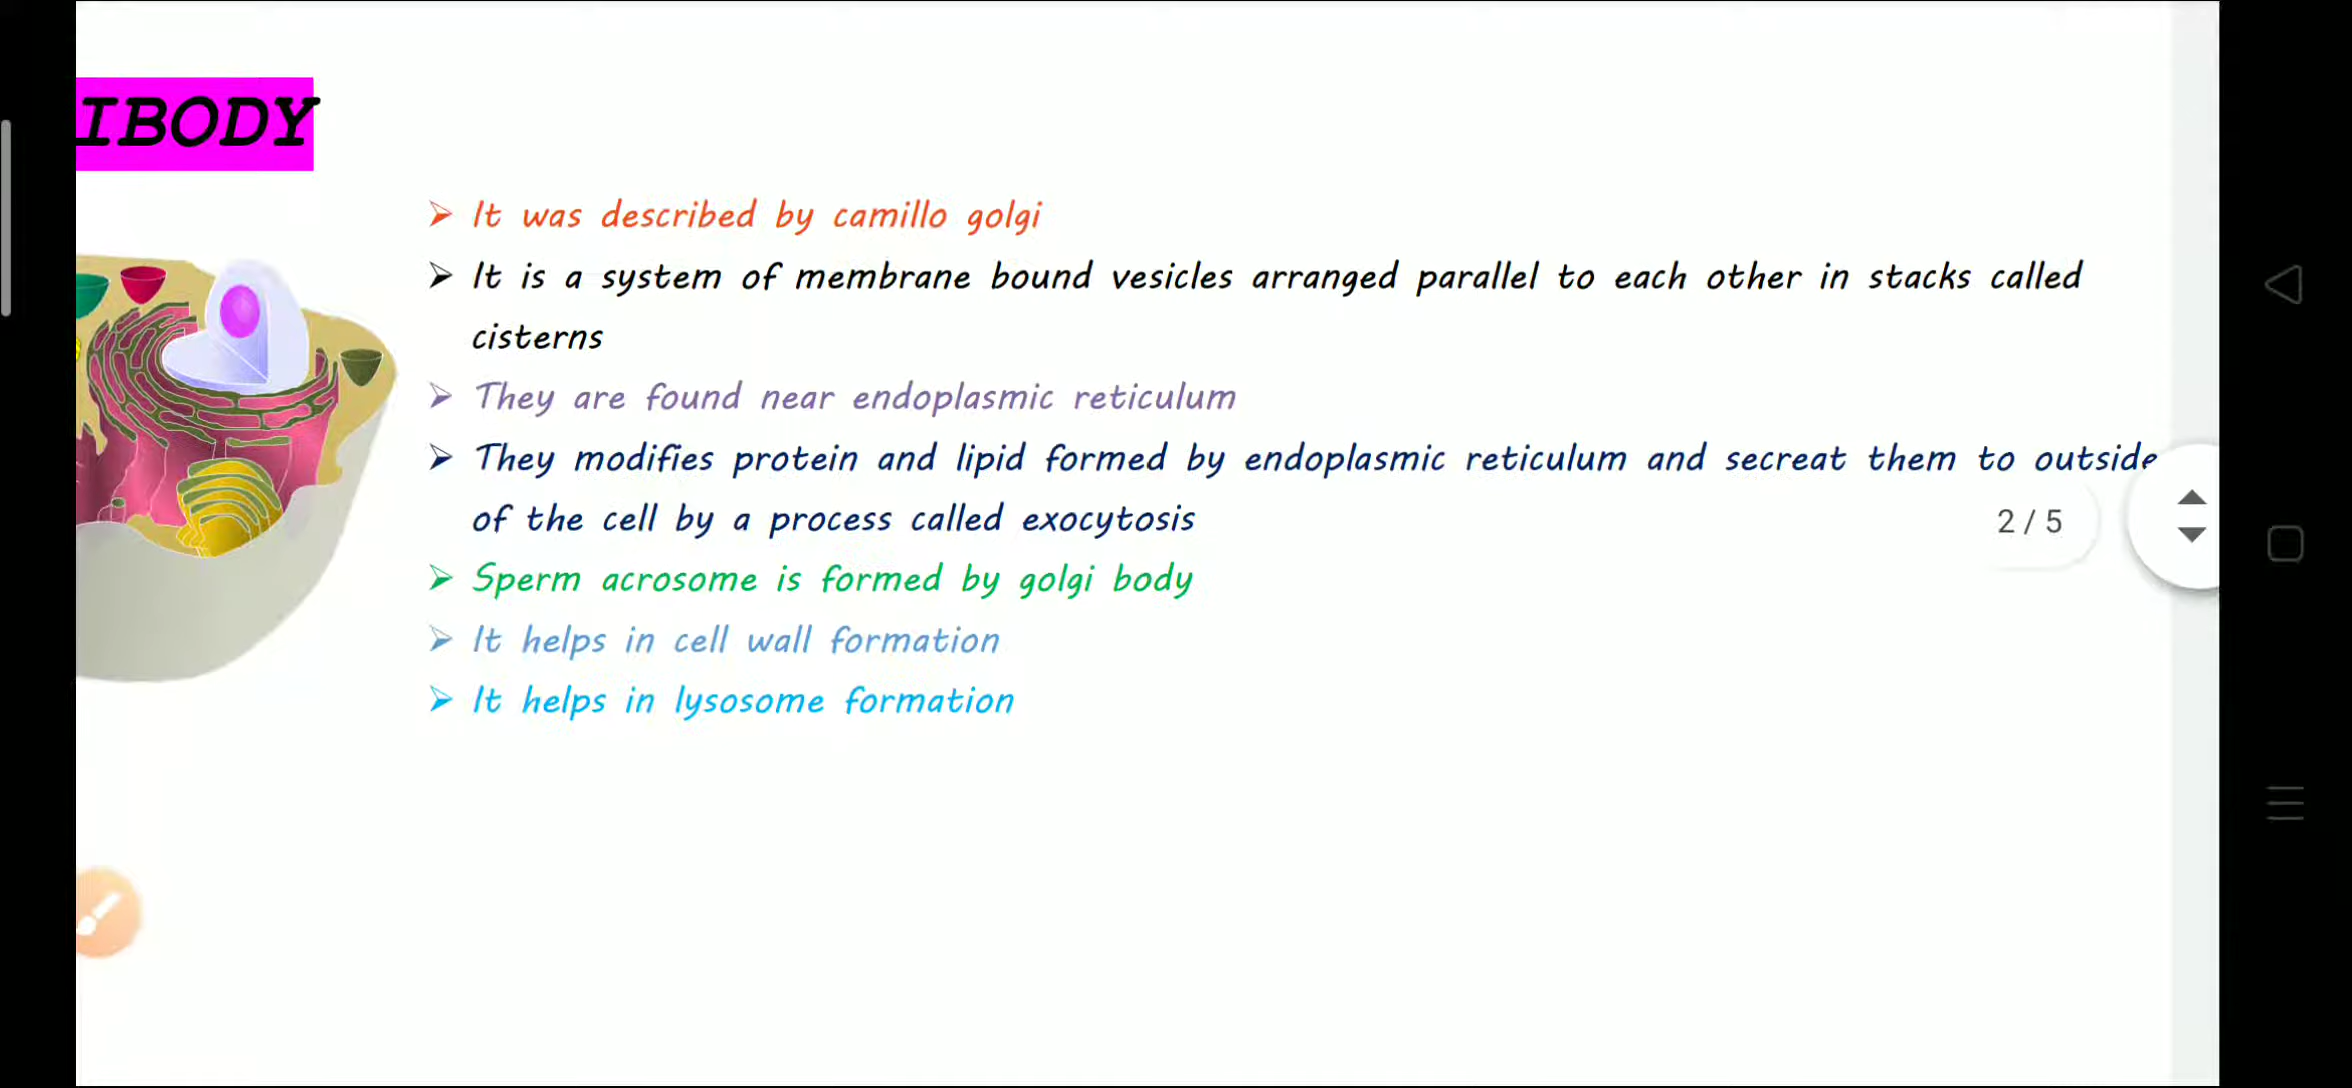 IBODY
➢ It was described by camillo golgi
➢ It is a system of membrane bound vesicles arranged parallel to each other in stacks called
cisterns
➢ They are found near endoplasmic reticulum
➢ They modifies protein and lipid formed by endoplasmic reticulum and secreat them to outside
of the cell by a process called exocytosis
2 / 5
➢ Sperm acrosome is formed by golgi body
➢ It helps in cell wall formation
➢ It helps in lysosome formation